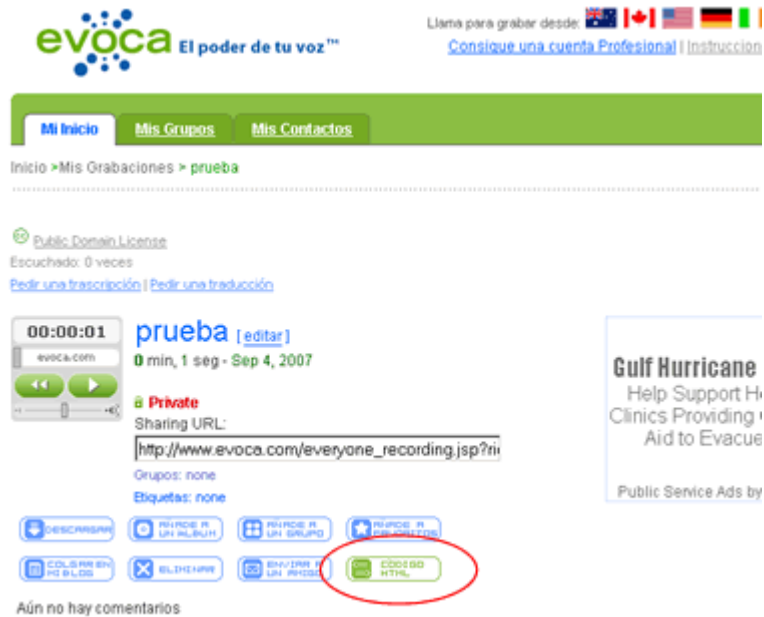 Llama para grabar desde:
evoca El poder de tu voz™
Consigue una cuenta Profesional | Instruccion
Mi Inicio Mis Grupos Mis Contactos
Inicio >Mis Grabaciones > prueba
cc Public Domain License
Escuchado: 0 veces
Pedir una trascripción | Pedir una traducción
00:00:01
evoca.com
prueba [editar]
0 min, 1 seg - Sep 4, 2007
Private
Sharing URL:
http://www.evoca.com/everyone_recording.jsp?ri
Grupos: none
Etiquetas: none
Gulf Hurricane
Help Support H
Clinics Providing
Aid to Evacue
Public Service Ads by
DESCARGAR
AÑADE A
UN ALBUM
AÑADE A
UN GRUPO
AÑADE A
FAVORITOS
COLGAR EN
MI BLOG
ELIMINAR
ENVIAR A
UN AMIGO
CÓDIGO
HTML
Aún no hay comentarios